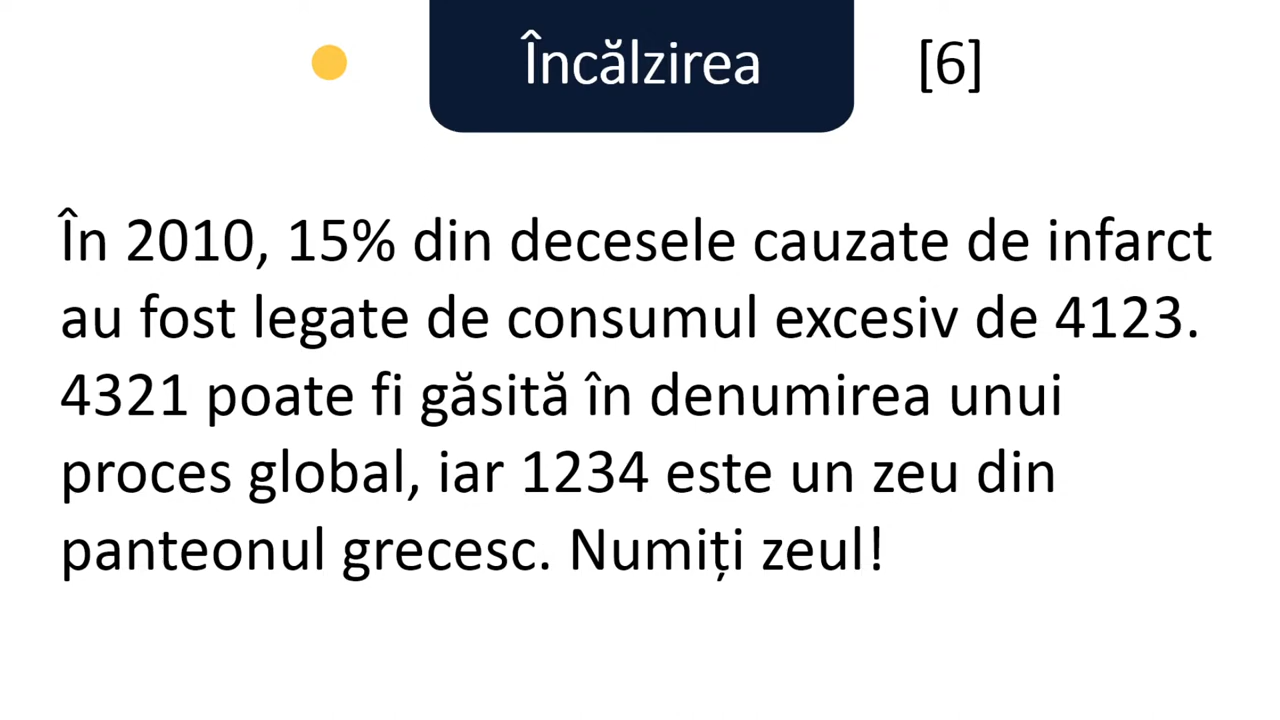 Încălzirea [6]
În 2010, 15% din decesele cauzate de infarct
au fost legate de consumul excesiv de 4123.
4321 poate fi găsită în denumirea unui
proces global, iar 1234 este un zeu din
panteonul grecesc. Numiți zeul!